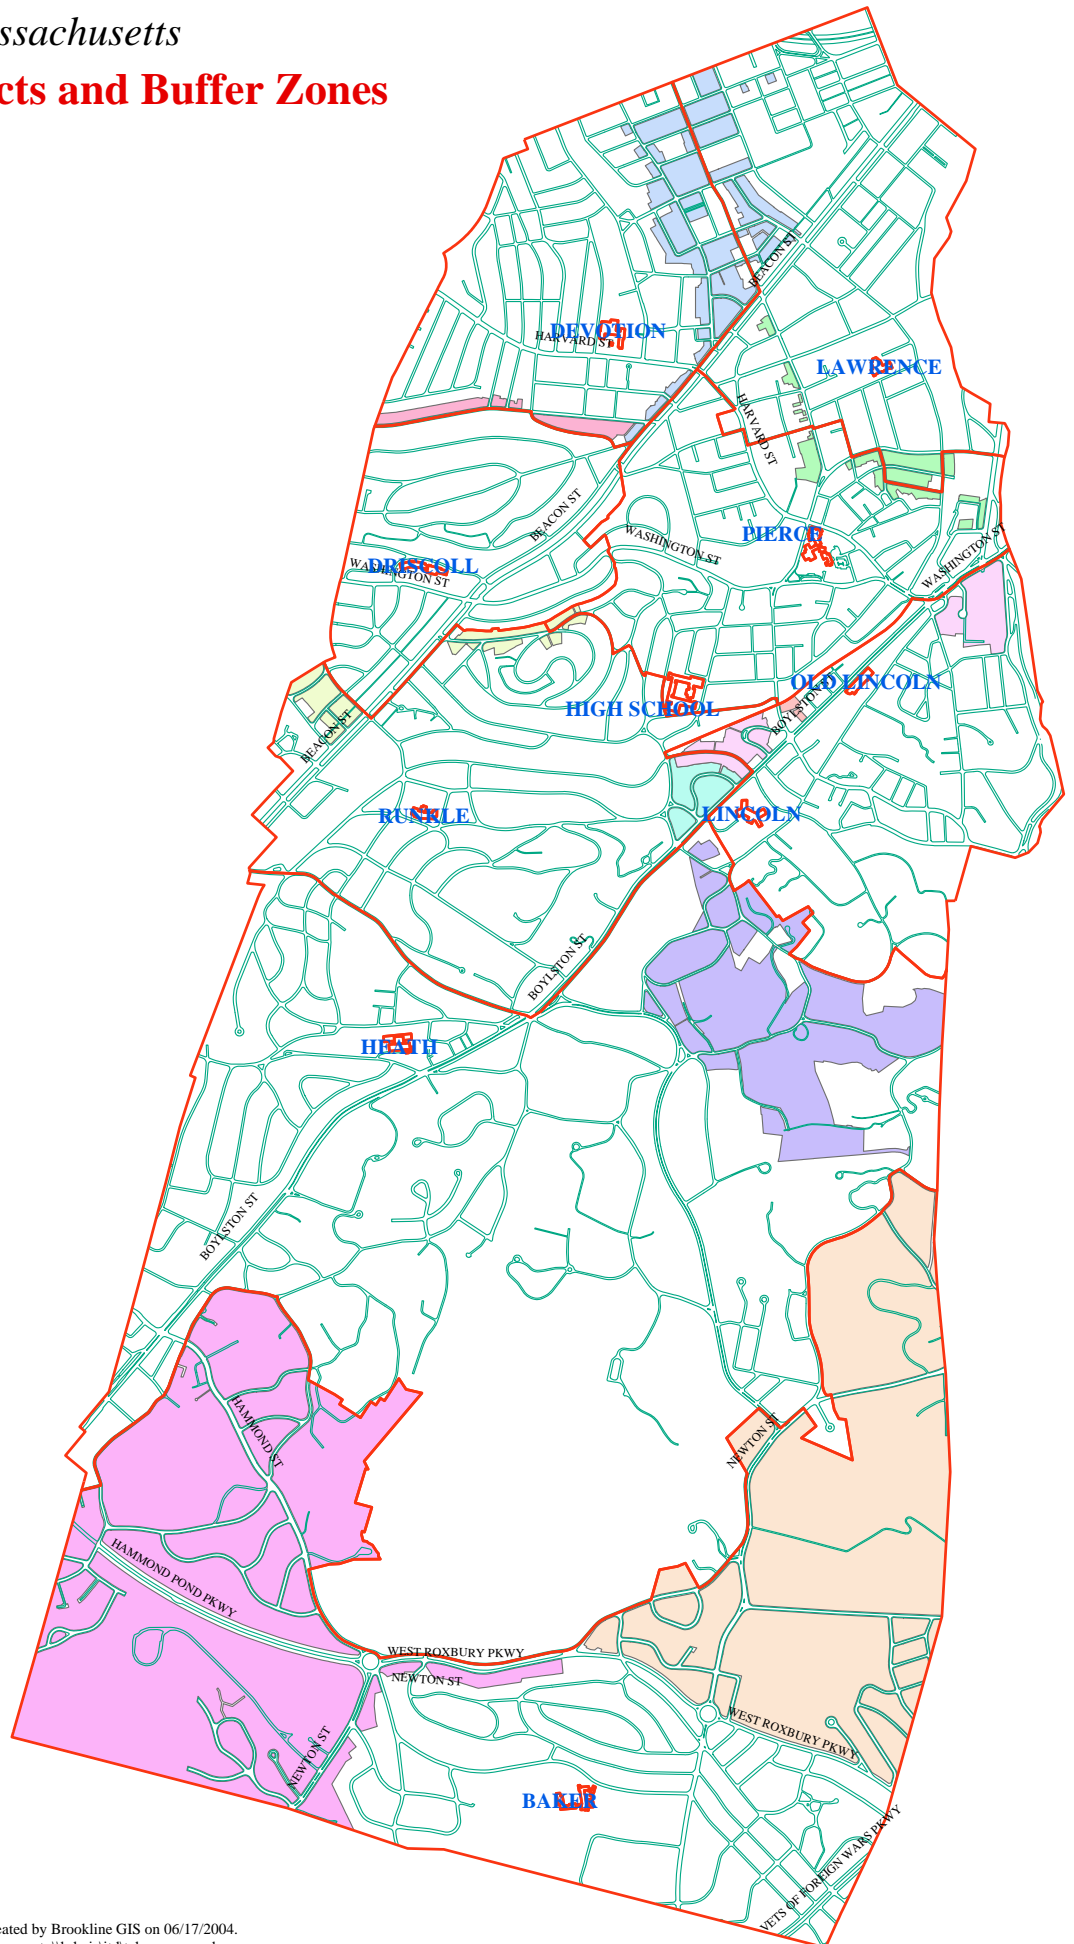 ssachusetts
cts and Buffer Zones
BEACON ST
DEVOTION
HARVARD ST
LAWRENCE
HARVARD ST
BEACON ST
WASHINGTON ST
PIERCE
WASHINGTON ST
DRISCOLL
WASHINGTON ST
OLD LINCOLN
HIGH SCHOOL
BOYLSTON ST
BEACON ST
RUNKLE
LINCOLN
BOYLSTON ST
HEATH
BOYLSTON ST
HAMMOND ST
NEWTON ST
HAMMOND POND PKWY
WEST ROXBURY PKWY
NEWTON ST
WEST ROXBURY PKWY
NEWTON ST
BAKER
VETS OF FOREIGN WARS PKWY
eated by Brookline GIS on 06/17/2004.